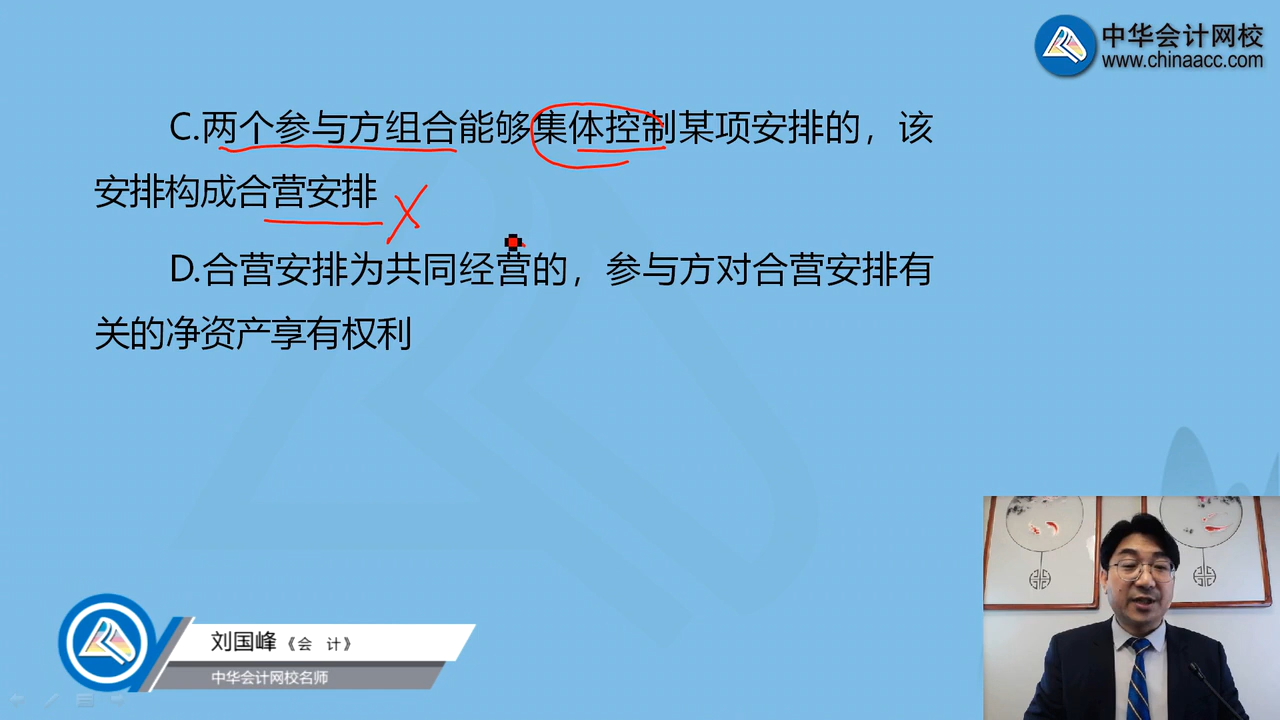 中华会计网校
www.chinaacc.com
C.两个参与方组合能够集体控制某项安排的，该
安排构成合营安排
D.合营安排为共同经营的，参与方对合营安排有
关的净资产享有权利
刘国峰《会 计》
中华会计网校名师